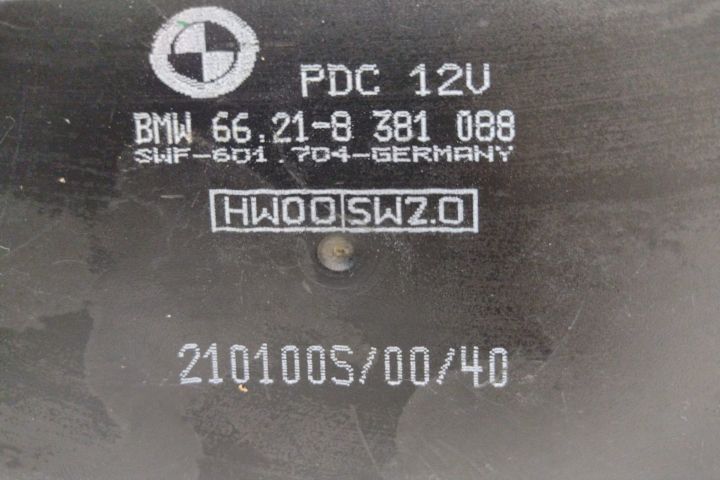 PDC 12V
BMW 66.21-8 381 088
SWF-601.704-GERMANY
HW00 SW2.0
210100S/00/40